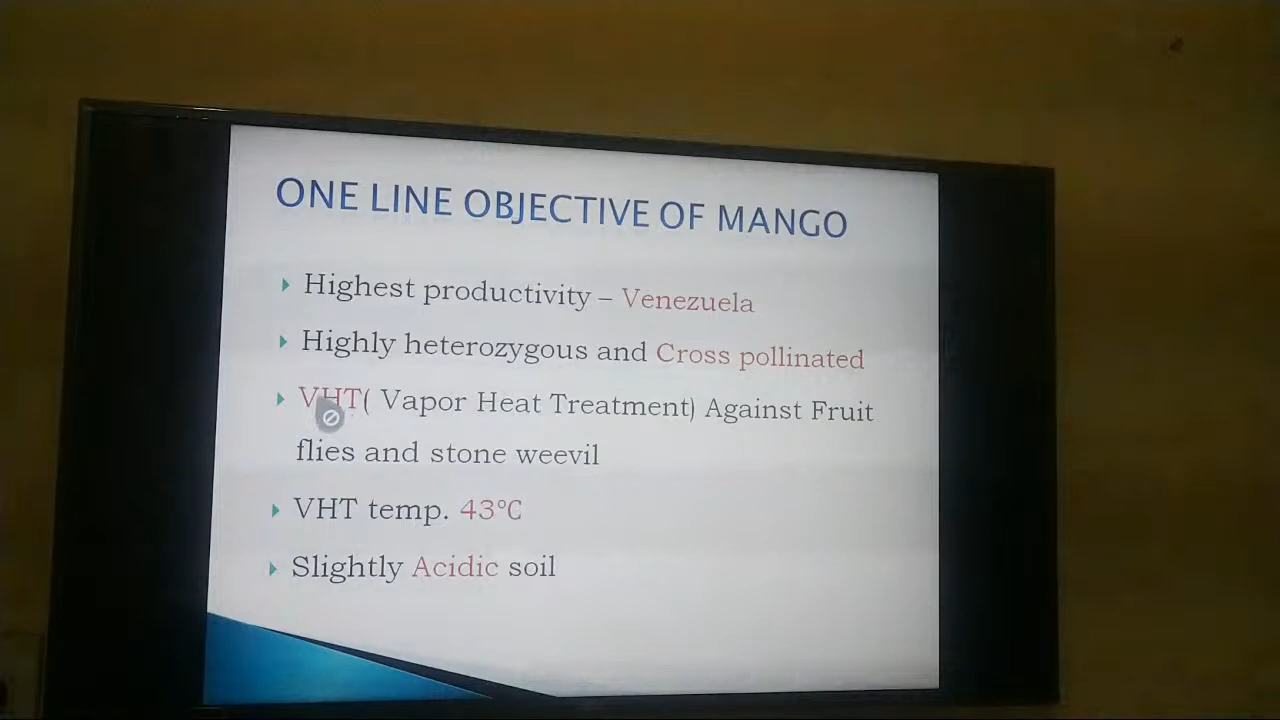 ONE LINE OBJECTIVE OF MANGO
Highest productivity – Venezuela
Highly heterozygous and Cross pollinated
VHT( Vapor Heat Treatment) Against Fruit
flies and stone weevil
VHT temp. 43°C
Slightly Acidic soil